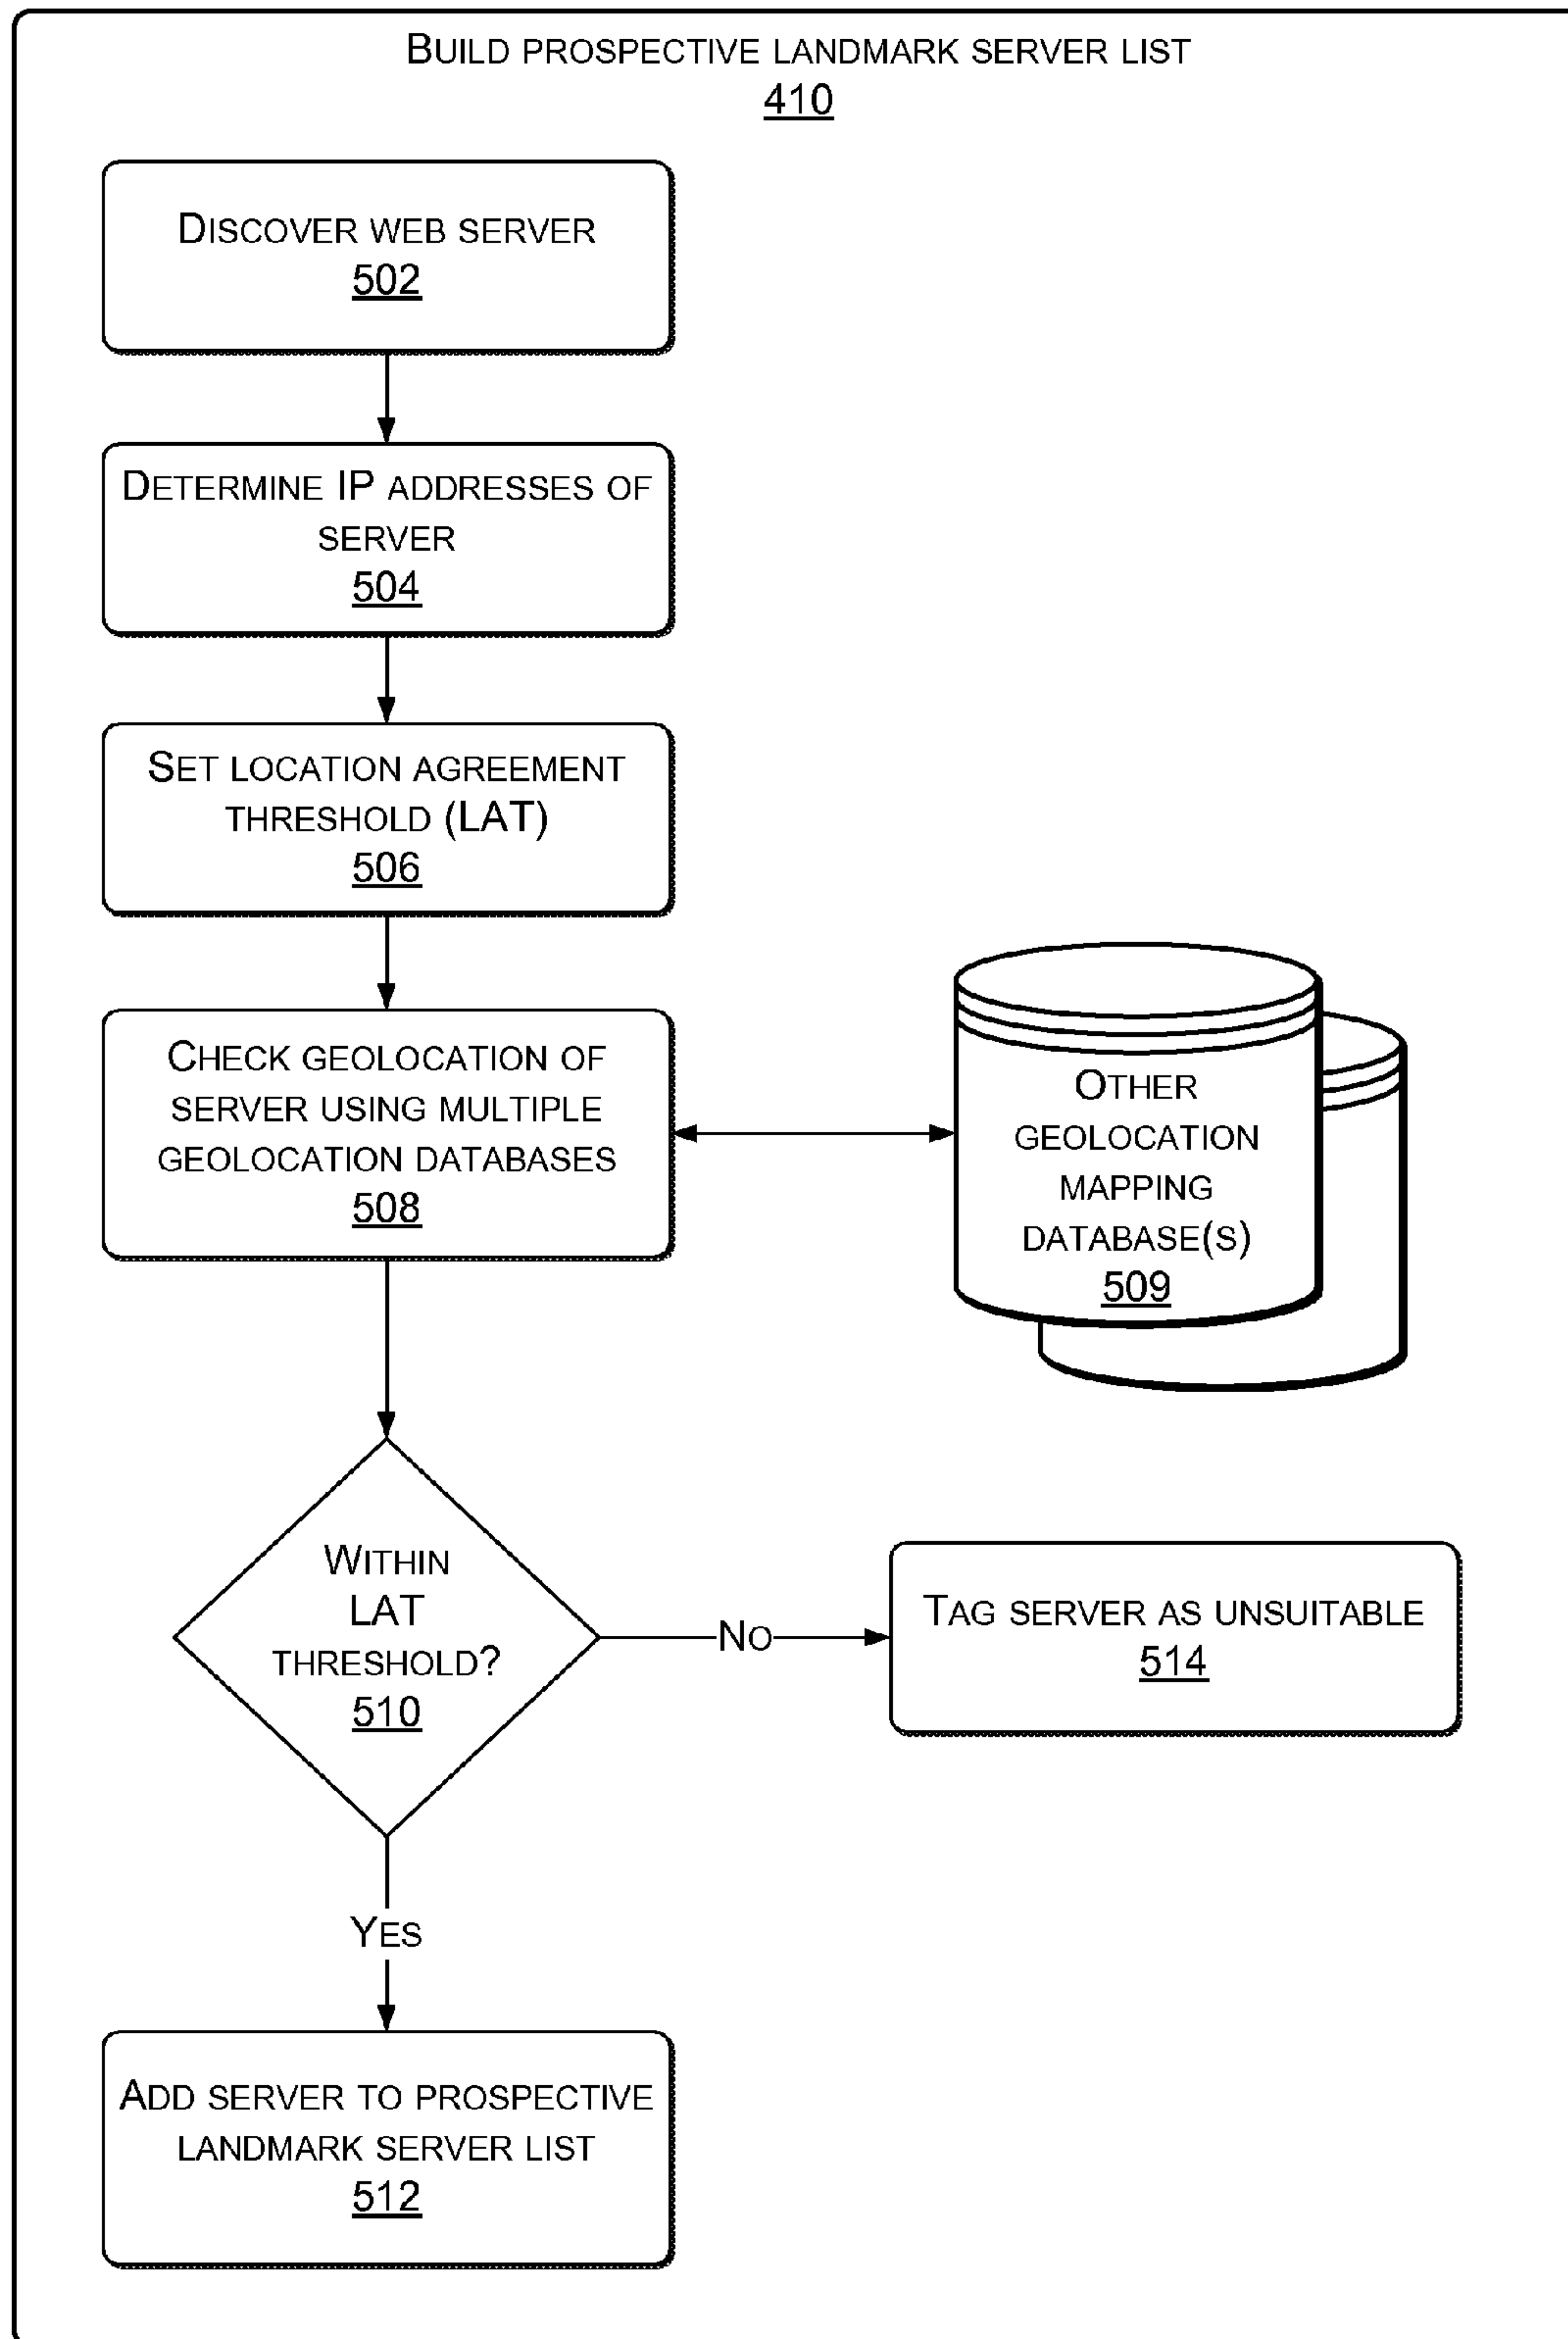 BUILD PROSPECTIVE LANDMARK SERVER LIST
410
DISCOVER WEB SERVER
502
DETERMINE IP ADDRESSES OF
SERVER
504
SET LOCATION AGREEMENT
THRESHOLD (LAT)
506
CHECK GEOLOCATION OF
SERVER USING MULTIPLE
GEOLOCATION DATABASES
508
OTHER
GEOLOCATION
MAPPING
DATABASE(S)
509
WITHIN
LAT
THRESHOLD?
510
NO
TAG SERVER AS UNSUITABLE
514
YES
ADD SERVER TO PROSPECTIVE
LANDMARK SERVER LIST
512